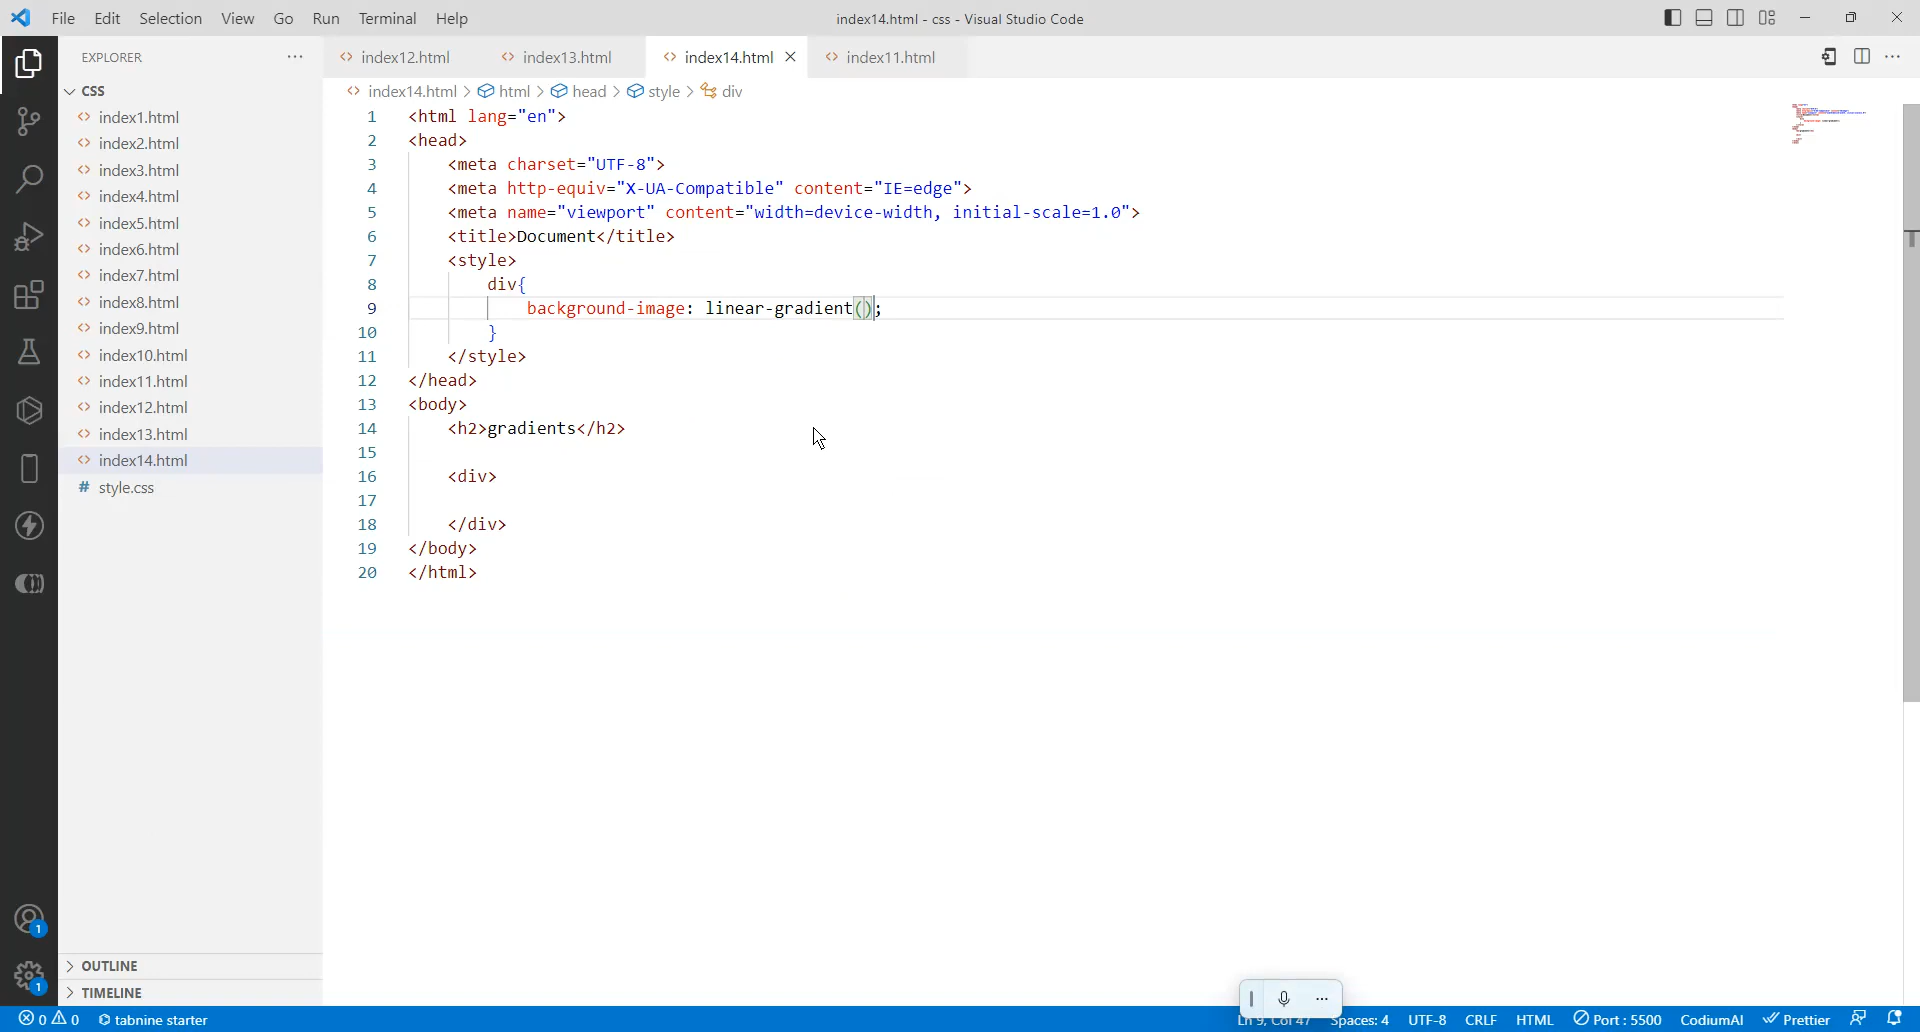 File Edit Selection View Go Run Terminal Help
index14.html - css - Visual Studio Code
EXPLORER
index12.html
index13.html
index14.html
index11.html
CSS
index1.html
index2.html
index3.html
index4.html
index5.html
index6.html
index7.html
index8.html
index9.html
index10.html
index11.html
index12.html
index13.html
index14.html
# style.css
index14.html > html > head > style > div
1 <html lang="en">
2 <head>
3 <meta charset="UTF-8">
4 <meta http-equiv="X-UA-Compatible" content="IE=edge">
5 <meta name="viewport" content="width=device-width, initial-scale=1.0">
6 <title>Document</title>
7 <style>
8 div{
9 background-image: linear-gradient();
10 }
11 </style>
12 </head>
13 <body>
14 <h2>gradients</h2>
15
16 <div>
17
18 </div>
19 </body>
20 </html>
1
1
OUTLINE
TIMELINE
0 0 tabnine starter
Ln 9, Col 47 Spaces: 4 UTF-8 CRLF HTML Port : 5500 CodiumAI Prettier